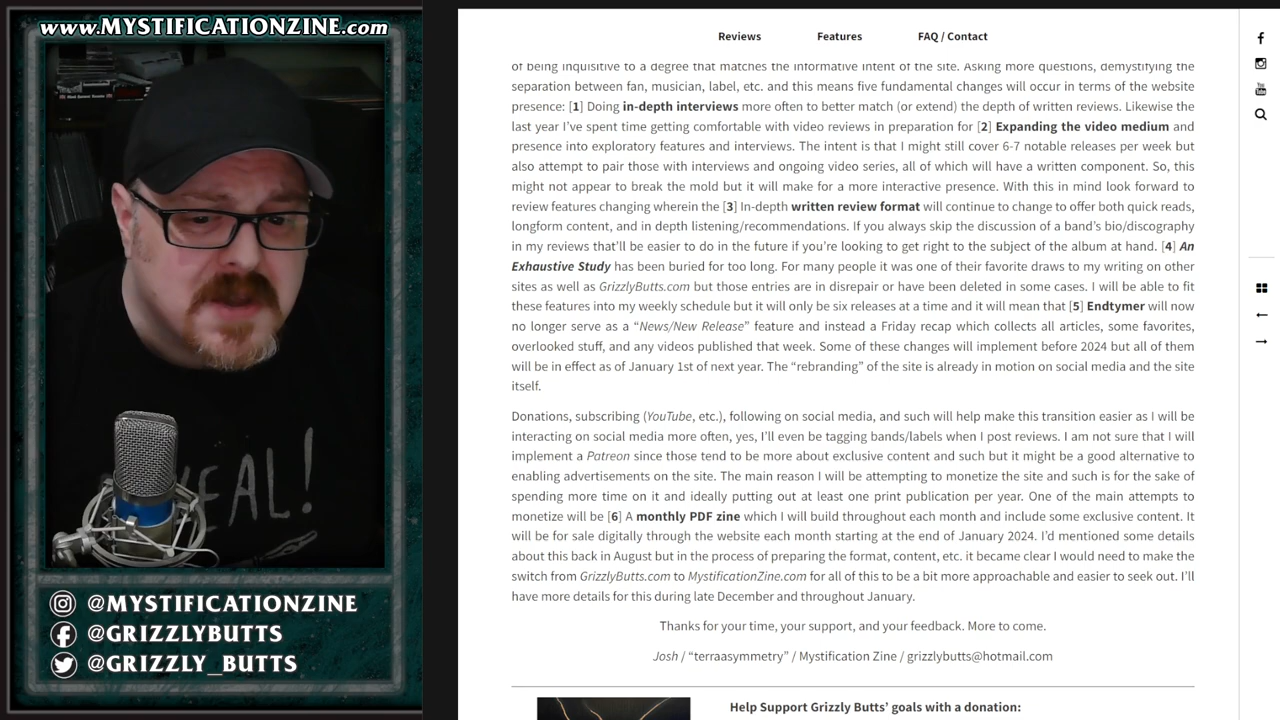 www.MYSTIFICATIONZINE.com
EAL!
@MYSTIFICATIONZINE
@GRIZZLYBUTTS
@GRIZZLY_BUTTS
Reviews Features FAQ / Contact
of being inquisitive to a degree that matches the informative intent of the site. Asking more questions, demystifying the
separation between fan, musician, label, etc. and this means five fundamental changes will occur in terms of the website
presence: [1] Doing in-depth interviews more often to better match (or extend) the depth of written reviews. Likewise the
last year I've spent time getting comfortable with video reviews in preparation for [2] Expanding the video medium and
presence into exploratory features and interviews. The intent is that I might still cover 6-7 notable releases per week but
also attempt to pair those with interviews and ongoing video series, all of which will have a written component. So, this
might not appear to break the mold but it will make for a more interactive presence. With this in mind look forward to
review features changing wherein the [3] In-depth written review format will continue to change to offer both quick reads,
longform content, and in depth listening/recommendations. If you always skip the discussion of a band's bio/discography
in my reviews that'll be easier to do in the future if you're looking to get right to the subject of the album at hand. [4] An
Exhaustive Study has been buried for too long. For many people it was one of their favorite draws to my writing on other
sites as well as GrizzlyButts.com but those entries are in disrepair or have been deleted in some cases. I will be able to fit
these features into my weekly schedule but it will only be six releases at a time and it will mean that [5] Endtymer will now
no longer serve as a “News/New Release” feature and instead a Friday recap which collects all articles, some favorites,
overlooked stuff, and any videos published that week. Some of these changes will implement before 2024 but all of them
will be in effect as of January 1st of next year. The “rebranding” of the site is already in motion on social media and the site
itself.
Donations, subscribing (YouTube, etc.), following on social media, and such will help make this transition easier as I will be
interacting on social media more often, yes, I'll even be tagging bands/labels when I post reviews. I am not sure that I will
implement a Patreon since those tend to be more about exclusive content and such but it might be a good alternative to
enabling advertisements on the site. The main reason I will be attempting to monetize the site and such is for the sake of
spending more time on it and ideally putting out at least one print publication per year. One of the main attempts to
monetize will be [6] A monthly PDF zine which I will build throughout each month and include some exclusive content. It
will be for sale digitally through the website each month starting at the end of January 2024. I'd mentioned some details
about this back in August but in the process of preparing the format, content, etc. it became clear I would need to make the
switch from GrizzlyButts.com to MystificationZine.com for all of this to be a bit more approachable and easier to seek out. I'll
have more details for this during late December and throughout January.
Thanks for your time, your support, and your feedback. More to come.
Josh / “terraasymmetry” / Mystification Zine / grizzlybutts@hotmail.com
Help Support Grizzly Butts’ goals with a donation: